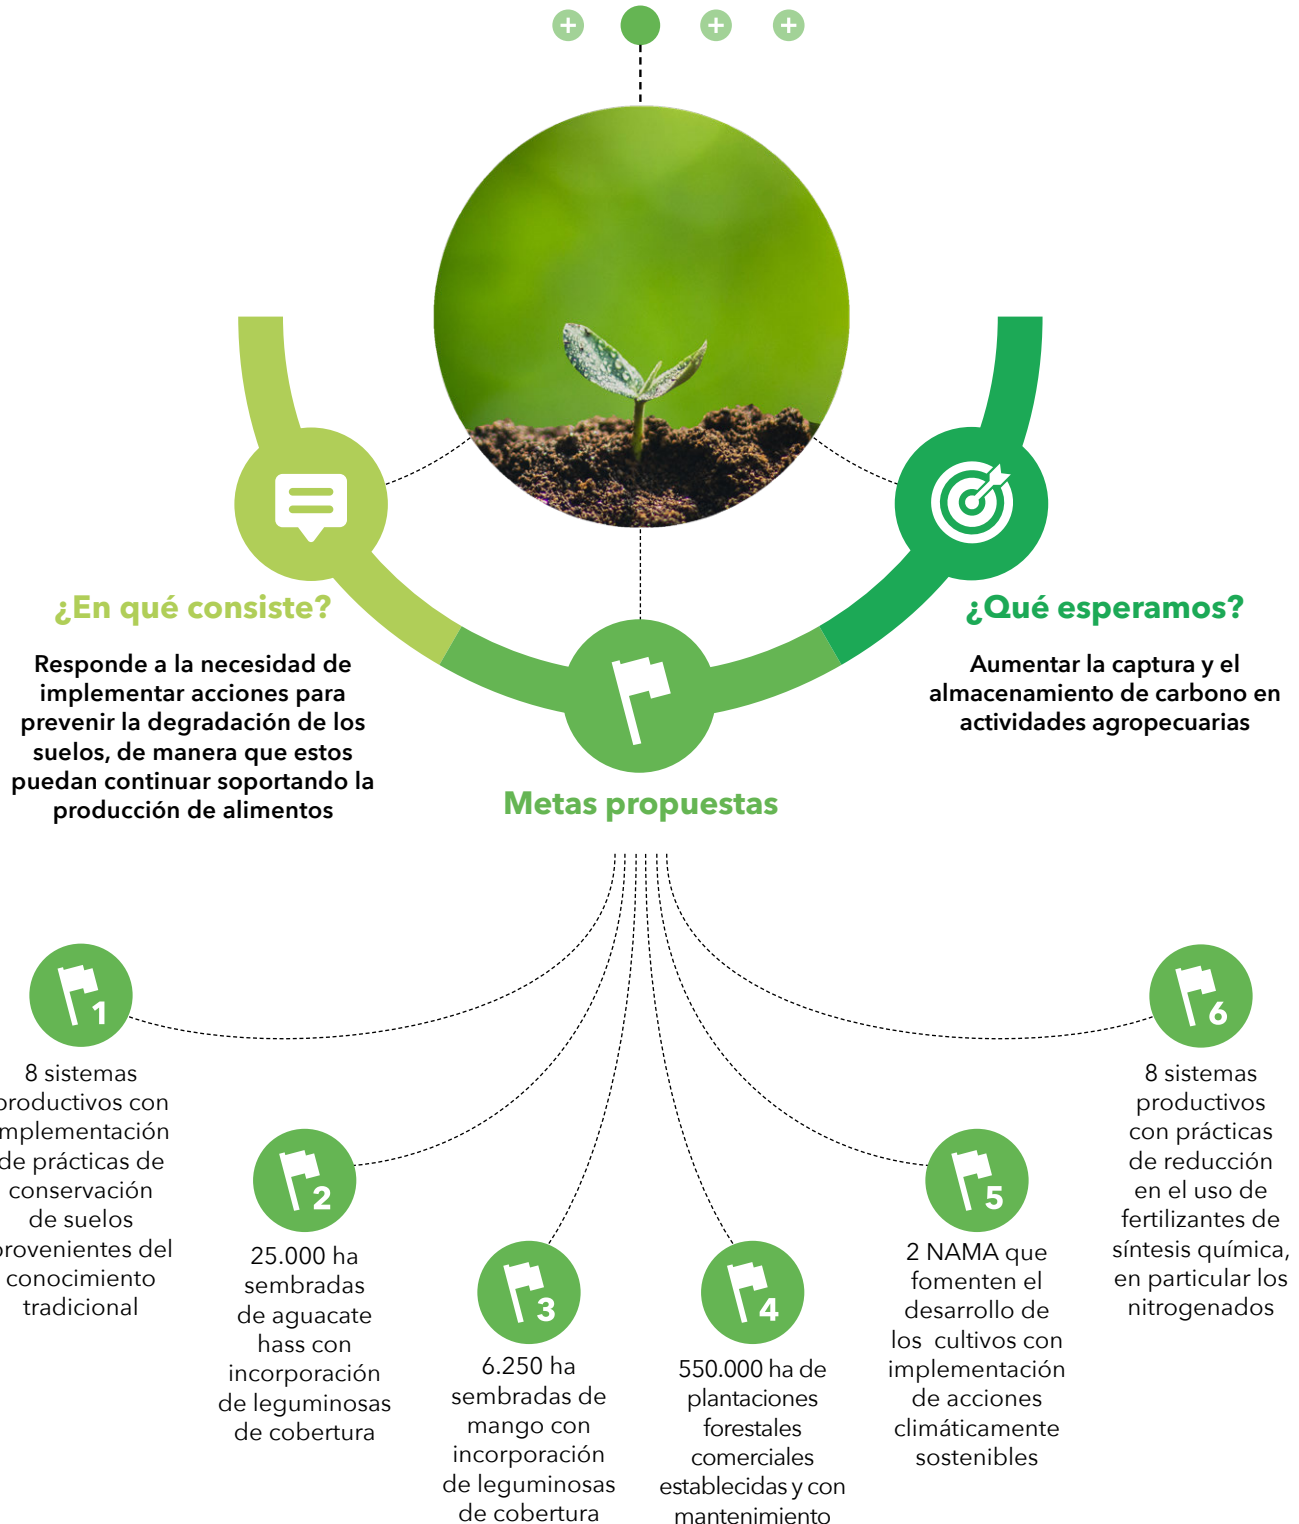 ¿En qué consiste?
Responde a la necesidad de
implementar acciones para
prevenir la degradación de los
suelos, de manera que estos
puedan continuar soportando la
producción de alimentos
¿Qué esperamos?
Aumentar la captura y el
almacenamiento de carbono en
actividades agropecuarias
Metas propuestas
1
8 sistemas
productivos con
implementación
de prácticas de
conservación
de suelos
provenientes del
conocimiento
tradicional
2
25.000 ha
sembradas
de aguacate
hass con
incorporación
de leguminosas
de cobertura
3
6.250 ha
sembradas de
mango con
incorporación
de leguminosas
de cobertura
4
550.000 ha de
plantaciones
forestales
comerciales
establecidas y con
mantenimiento
5
2 NAMA que
fomenten el
desarrollo de
los cultivos con
implementación
de acciones
climáticamente
sostenibles
6
8 sistemas
productivos
con prácticas
de reducción
en el uso de
fertilizantes de
síntesis química,
en particular los
nitrogenados